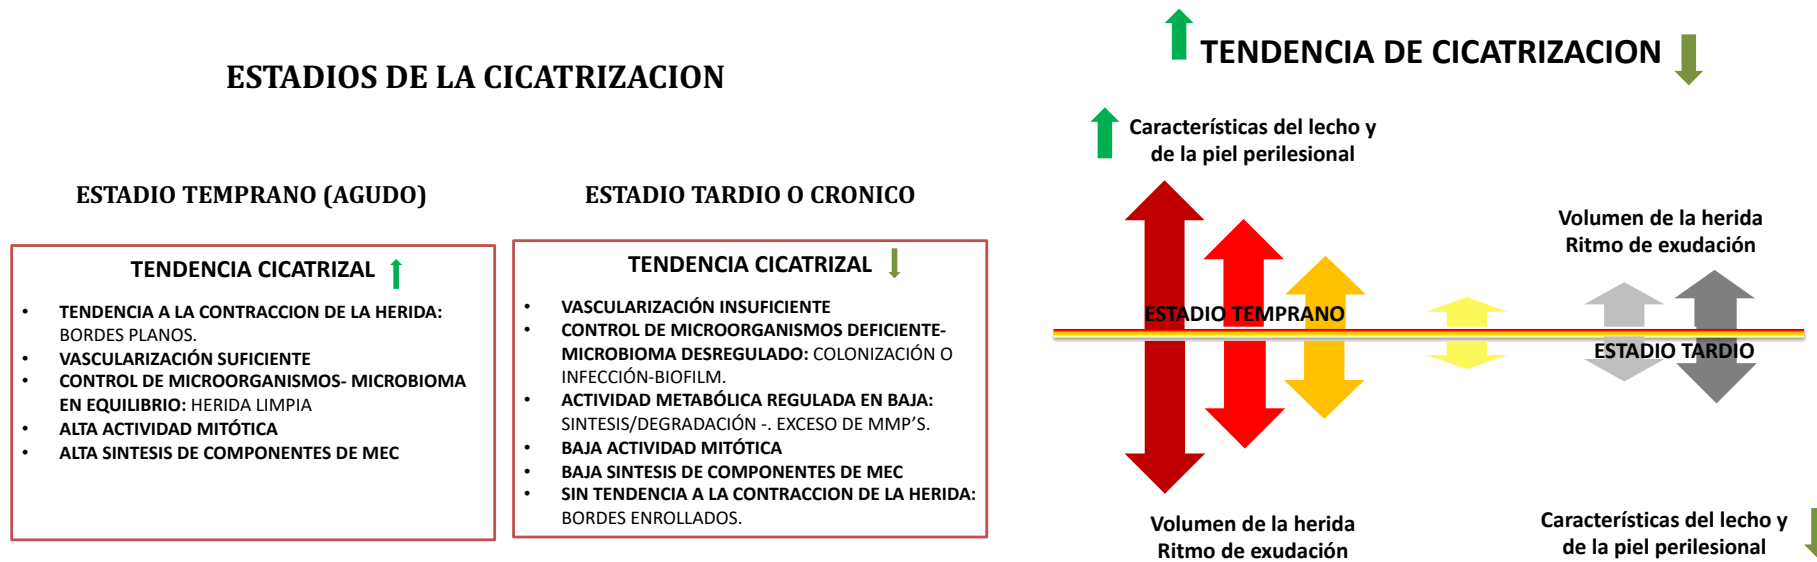 ESTADIOS DE LA CICATRIZACION
ESTADIO TEMPRANO (AGUDO)
TENDENCIA CICATRIZAL
• TENDENCIA A LA CONTRACCION DE LA HERIDA:
BORDES PLANOS.
• VASCULARIZACIÓN SUFICIENTE
• CONTROL DE MICROORGANISMOS- MICROBIOMA
EN EQUILIBRIO: HERIDA LIMPIA
• ALTA ACTIVIDAD MITÓTICA
• ALTA SINTESIS DE COMPONENTES DE MEC
ESTADIO TARDIO O CRONICO
TENDENCIA CICATRIZAL
• VASCULARIZACIÓN INSUFICIENTE
• CONTROL DE MICROORGANISMOS DEFICIENTE-
MICROBIOMA DESREGULADO: COLONIZACIÓN O
INFECCIÓN-BIOFILM.
• ACTIVIDAD METABÓLICA REGULADA EN BAJA:
SINTESIS/DEGRADACIÓN -. EXCESO DE MMP'S.
• BAJA ACTIVIDAD MITÓTICA
• BAJA SINTESIS DE COMPONENTES DE MEC
• SIN TENDENCIA A LA CONTRACCION DE LA HERIDA:
BORDES ENROLLADOS.
TENDENCIA DE CICATRIZACION
Características del lecho y
de la piel perilesional
Volumen de la herida
Ritmo de exudación
ESTADIO TEMPRANO
ESTADIO TARDIO
Volumen de la herida
Ritmo de exudación
Características del lecho y
de la piel perilesional